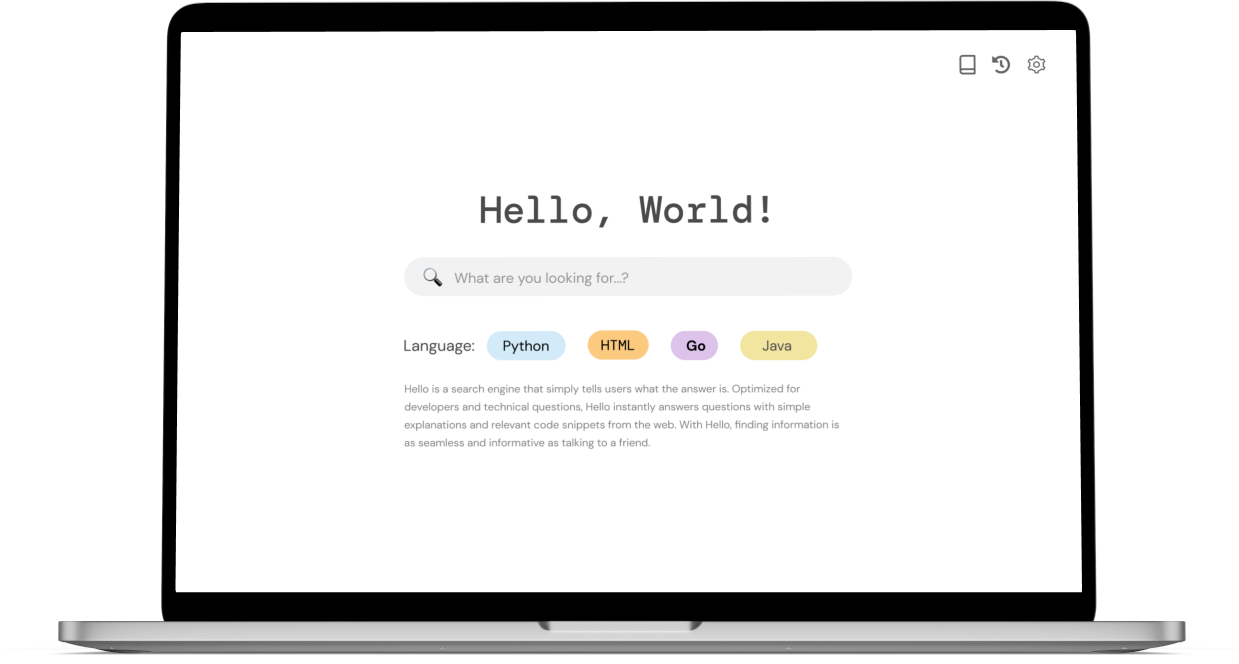 Hello, World!
What are you looking for...?
Language: Python HTML Go Java
Hello is a search engine that simply tells users what the answer is. Optimized for
developers and technical questions, Hello instantly answers questions with simple
explanations and relevant code snippets from the web. With Hello, finding information is
as seamless and informative as talking to a friend.